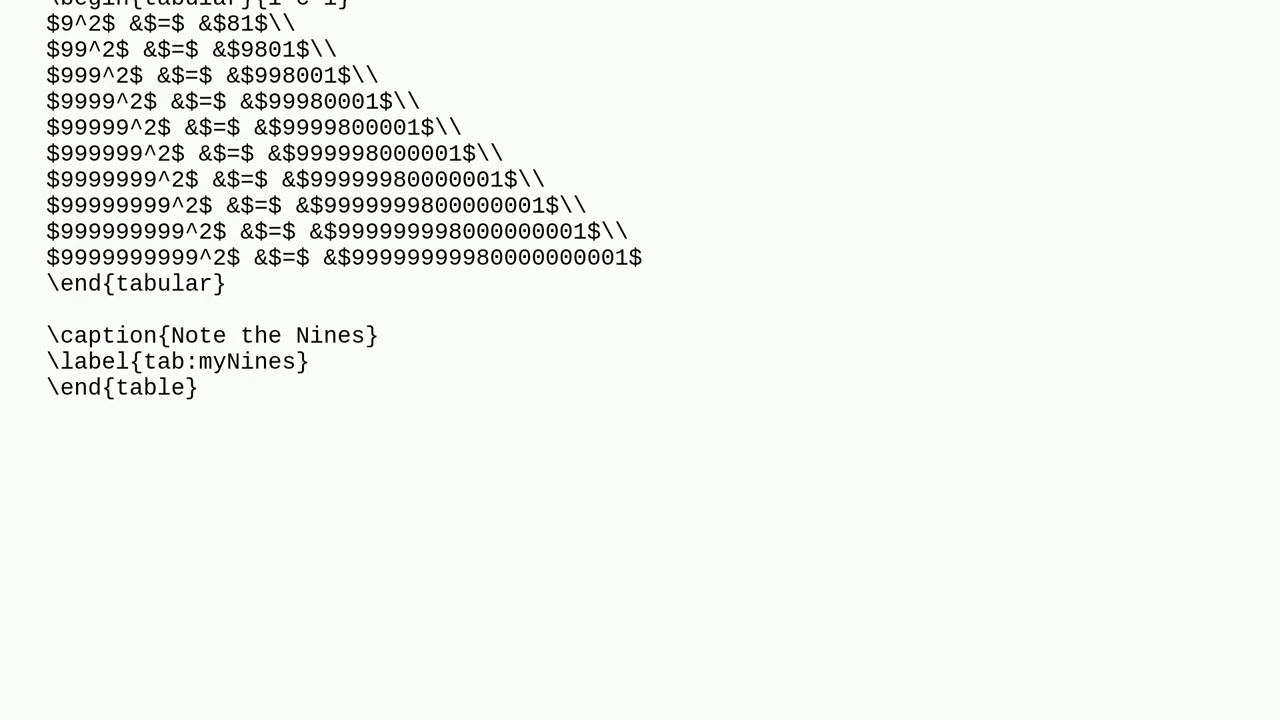 \begin{tabular}{l c l}
$9^2$ &$=$ &$81$\\
$99^2$ &$=$ &$9801$\\
$999^2$ &$=$ &$998001$\\
$9999^2$ &$=$ &$99980001$\\
$99999^2$ &$=$ &$9999800001$\\
$999999^2$ &$=$ &$999998000001$\\
$9999999^2$ &$=$ &$99999980000001$\\
$99999999^2$ &$=$ &$9999999800000001$\\
$999999999^2$ &$=$ &$999999998000000001$\\
$9999999999^2$ &$=$ &$99999999980000000001$
\end{tabular}
\caption{Note the Nines}
\label{tab:myNines}
\end{table}